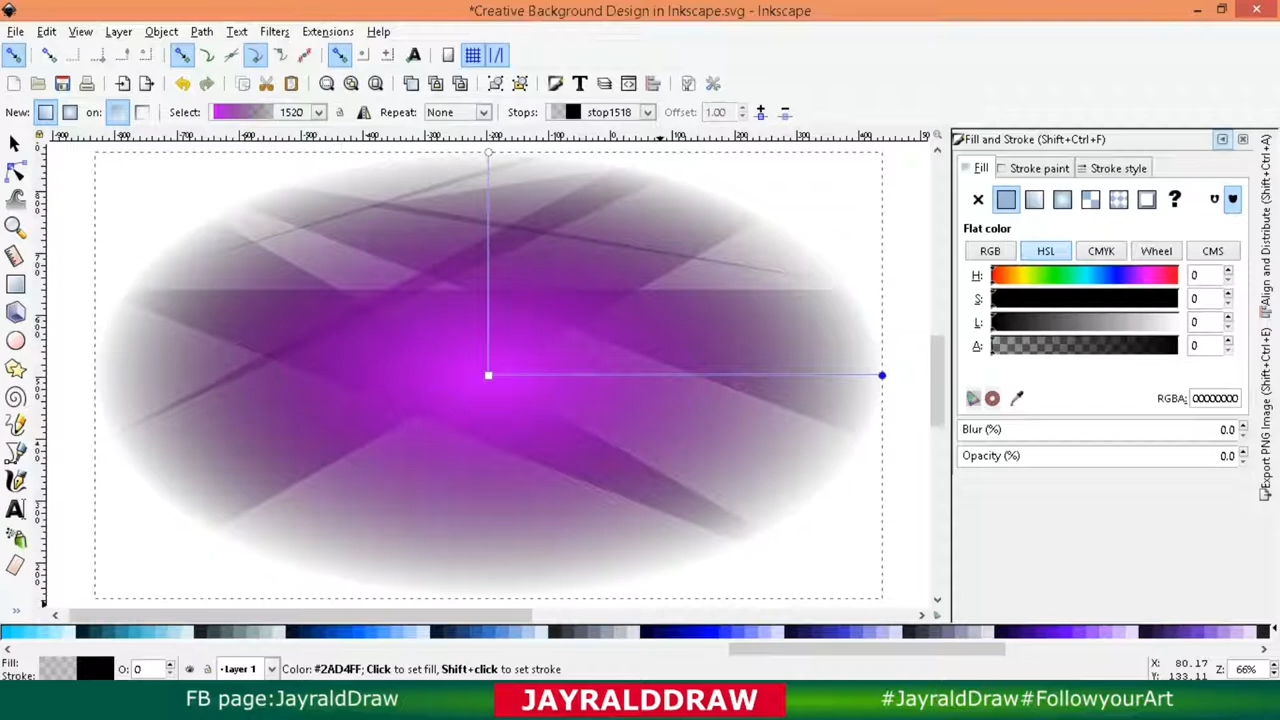 *Creative Background Design in Inkscape.svg - Inkscape
File Edit View Layer Object Path Text Filters Extensions Help
New: on: Select: 1520 Repeat: None Stops: stop1518 Offset: 1.00
Fill and Stroke (Shift+Ctrl+F)
Fill Stroke paint Stroke style
Flat color
RGB HSL CMYK Wheel CMS
H: 0
S: 0
L: 0
A: 0
RGBA: 00000000
Blur (%) 0.0
Opacity (%) 0.0
Align and Distribute (Shift+Ctrl+A)
Export PNG Image (Shift+Ctrl+E)
Fill:
Stroke:
O: 0
Layer 1
Color: #2AD4FF; Click to set fill, Shift+click to set stroke
X: 80.17
Y: 133.11
Z: 66%
FB page:JayraldDraw JAYRALDDRAW #JayraldDraw#FollowyourArt